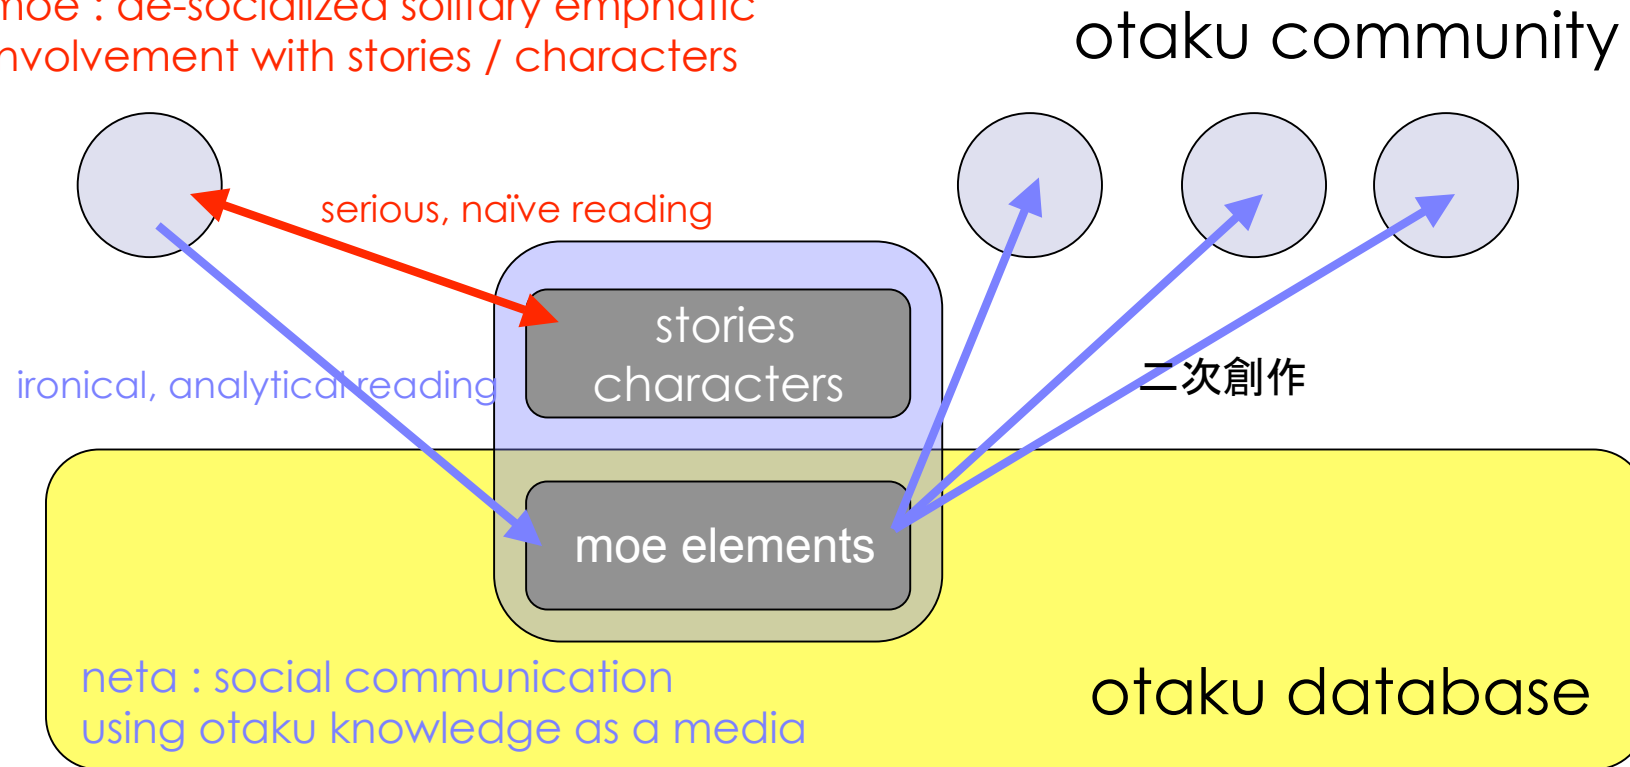 moe : de-socialized solitary emphatic
involvement with stories / characters
otaku community
serious, naïve reading
stories
characters
ironical, analytical reading
二次創作
moe elements
neta : social communication
using otaku knowledge as a media
otaku database